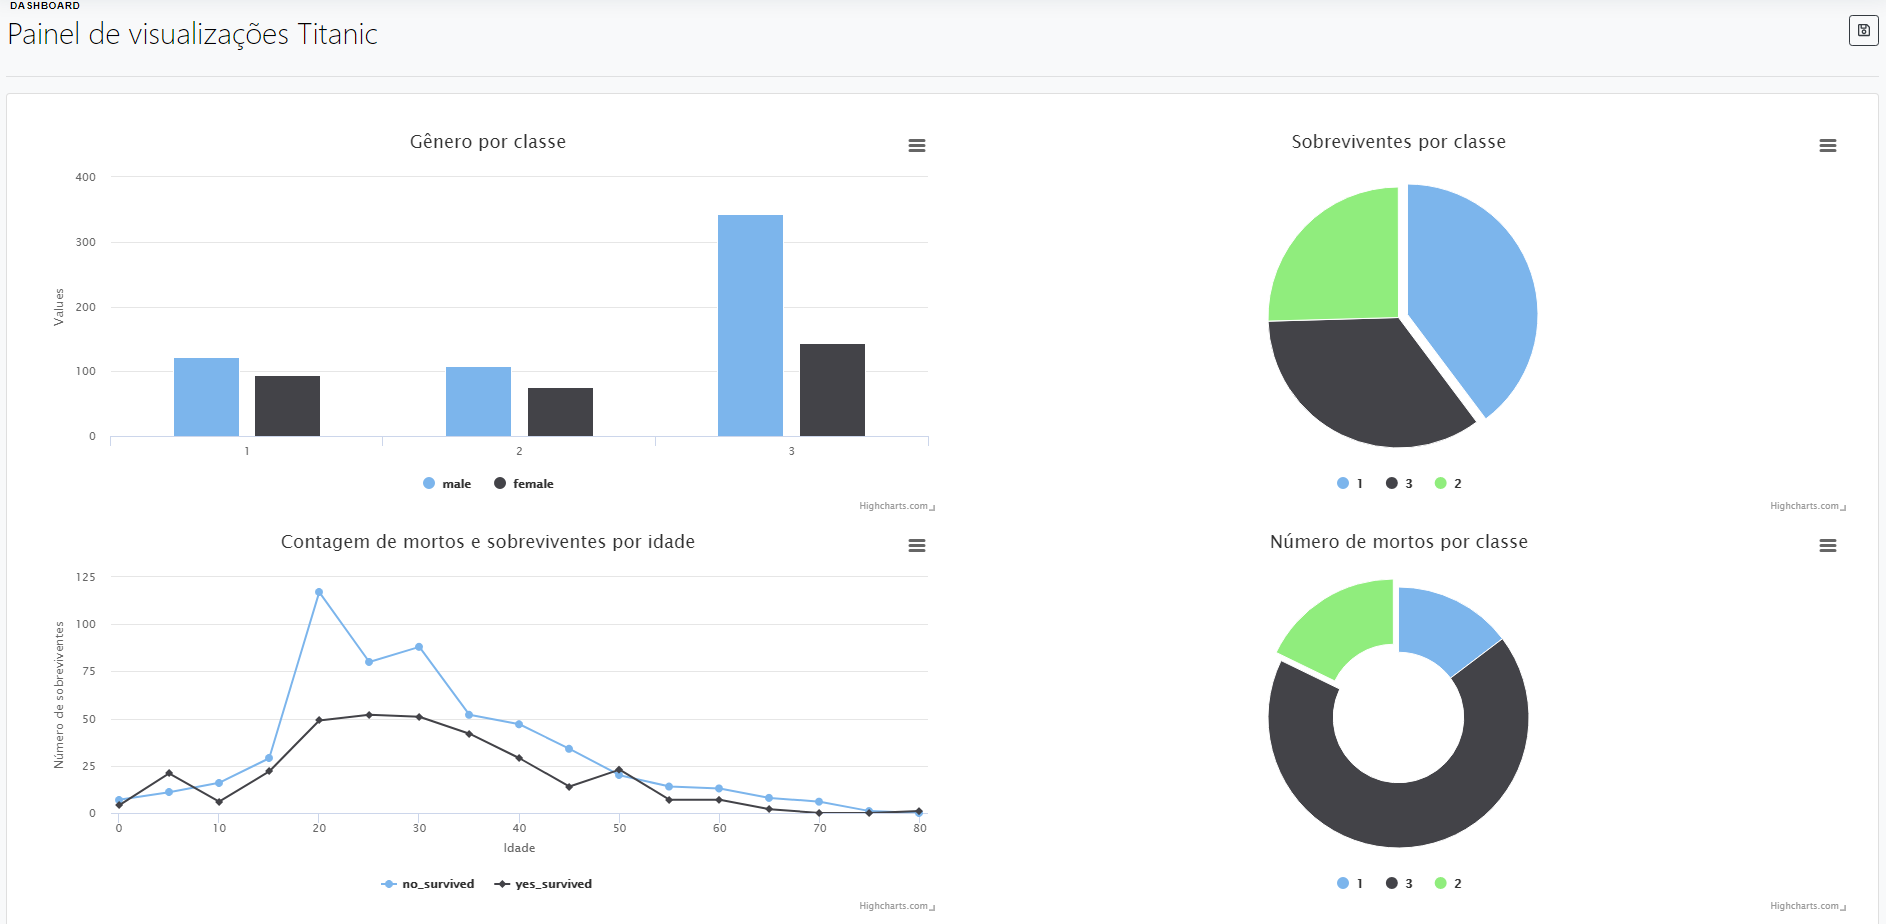 DASHBOARD
Painel de visualizações Titanic
Gênero por classe
400
300
200
100
0
Values
1
2
3
male
female
Highcharts.com
Sobreviventes por classe
1
3
2
Highcharts.com
Contagem de mortos e sobreviventes por idade
125
100
75
50
25
0
Número de sobreviventes
0
10
20
30
40
50
60
70
80
Idade
no_survived
yes_survived
Highcharts.com
Número de mortos por classe
1
3
2
Highcharts.com